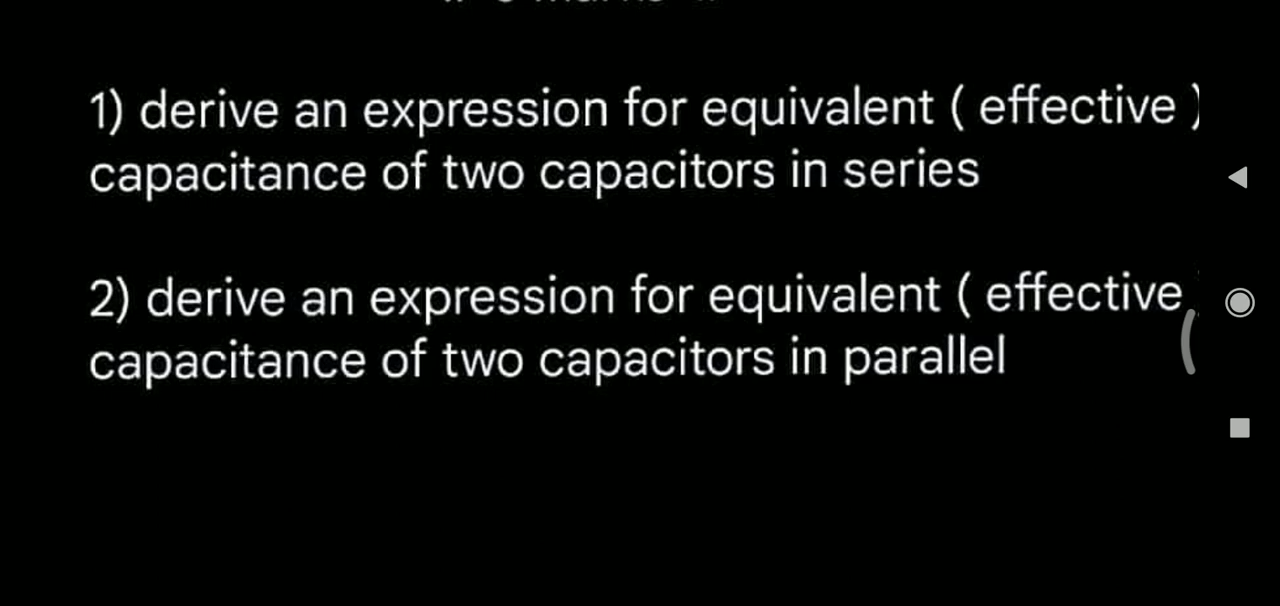 1) derive an expression for equivalent ( effective )
capacitance of two capacitors in series
2) derive an expression for equivalent ( effective
capacitance of two capacitors in parallel